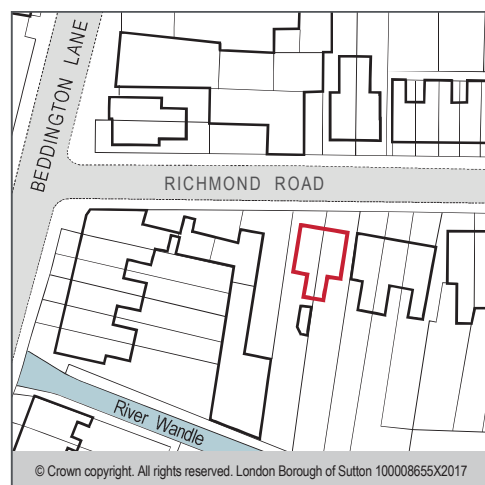 BEDDINGTON LANE
RICHMOND ROAD
River Wandle
© Crown copyright. All rights reserved. London Borough of Sutton 100008655X2017